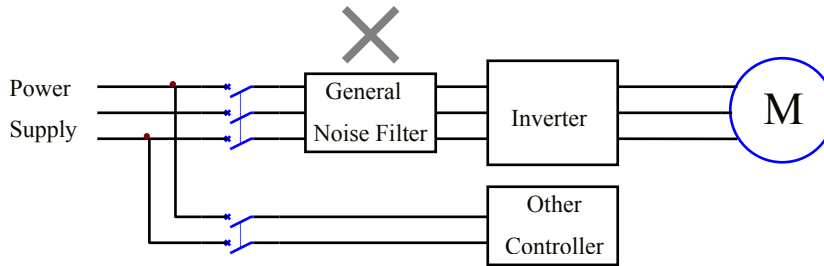 Power
Supply
General
Noise Filter
Inverter
M
Other
Controller